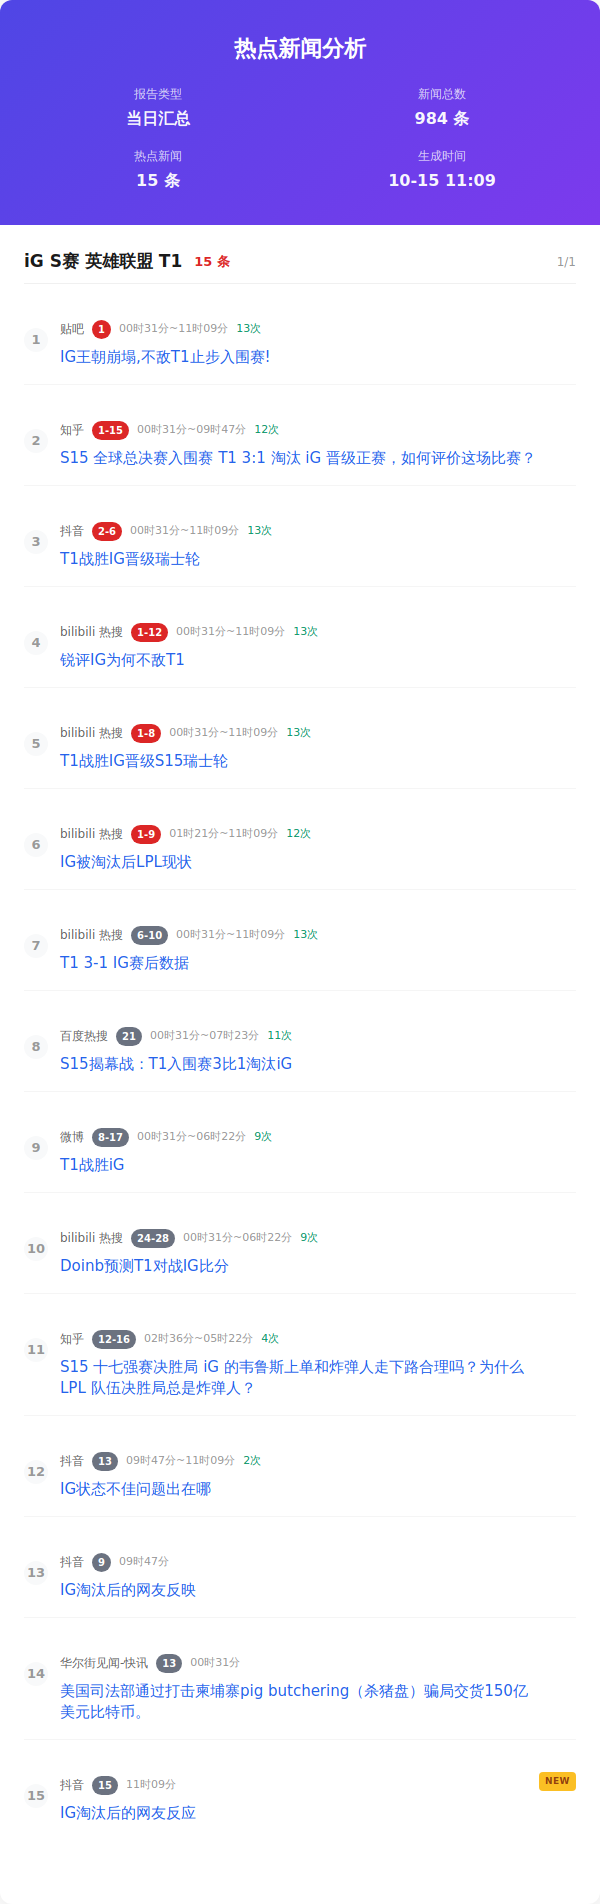 热点新闻分析
报告类型
当日汇总
新闻总数
984 条
热点新闻
15 条
生成时间
10-15 11:09
iG S赛 英雄联盟 T1 15 条 1/1
1
贴吧 1 00时31分~11时09分 13次
IG王朝崩塌,不敌T1止步入围赛!
2
知乎 1-15 00时31分~09时47分 12次
S15 全球总决赛入围赛 T1 3:1 淘汰 iG 晋级正赛，如何评价这场比赛？
3
抖音 2-6 00时31分~11时09分 13次
T1战胜IG晋级瑞士轮
4
bilibili 热搜 1-12 00时31分~11时09分 13次
锐评IG为何不敌T1
5
bilibili 热搜 1-8 00时31分~11时09分 13次
T1战胜IG晋级S15瑞士轮
6
bilibili 热搜 1-9 01时21分~11时09分 12次
IG被淘汰后LPL现状
7
bilibili 热搜 6-10 00时31分~11时09分 13次
T1 3-1 IG赛后数据
8
百度热搜 21 00时31分~07时23分 11次
S15揭幕战：T1入围赛3比1淘汰iG
9
微博 8-17 00时31分~06时22分 9次
T1战胜iG
10
bilibili 热搜 24-28 00时31分~06时22分 9次
Doinb预测T1对战IG比分
11
知乎 12-16 02时36分~05时22分 4次
S15 十七强赛决胜局 iG 的韦鲁斯上单和炸弹人走下路合理吗？为什么
LPL 队伍决胜局总是炸弹人？
12
抖音 13 09时47分~11时09分 2次
IG状态不佳问题出在哪
13
抖音 9 09时47分
IG淘汰后的网友反映
14
华尔街见闻-快讯 13 00时31分
美国司法部通过打击柬埔寨pig butchering（杀猪盘）骗局交货150亿
美元比特币。
15
抖音 15 11时09分 NEW
IG淘汰后的网友反应